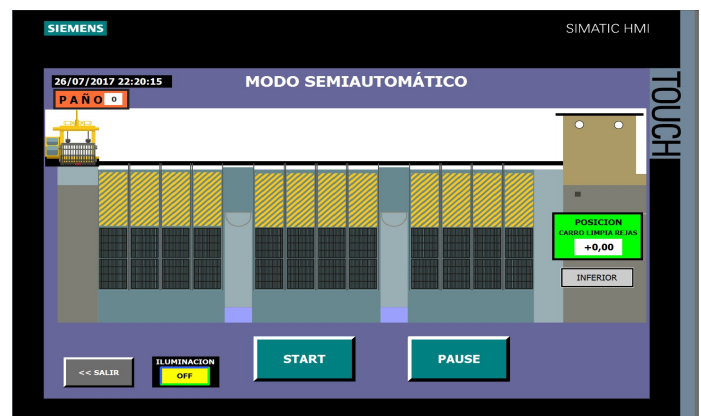 SIEMENS
SIMATIC HMI
TOUCH
26/07/2017 22:20:15
MODO SEMIAUTOMÁTICO
PAÑO 0
POSICION
CARRO LIMPIA REJAS
+0,00
INFERIOR
<< SALIR
ILUMINACION
OFF
START
PAUSE